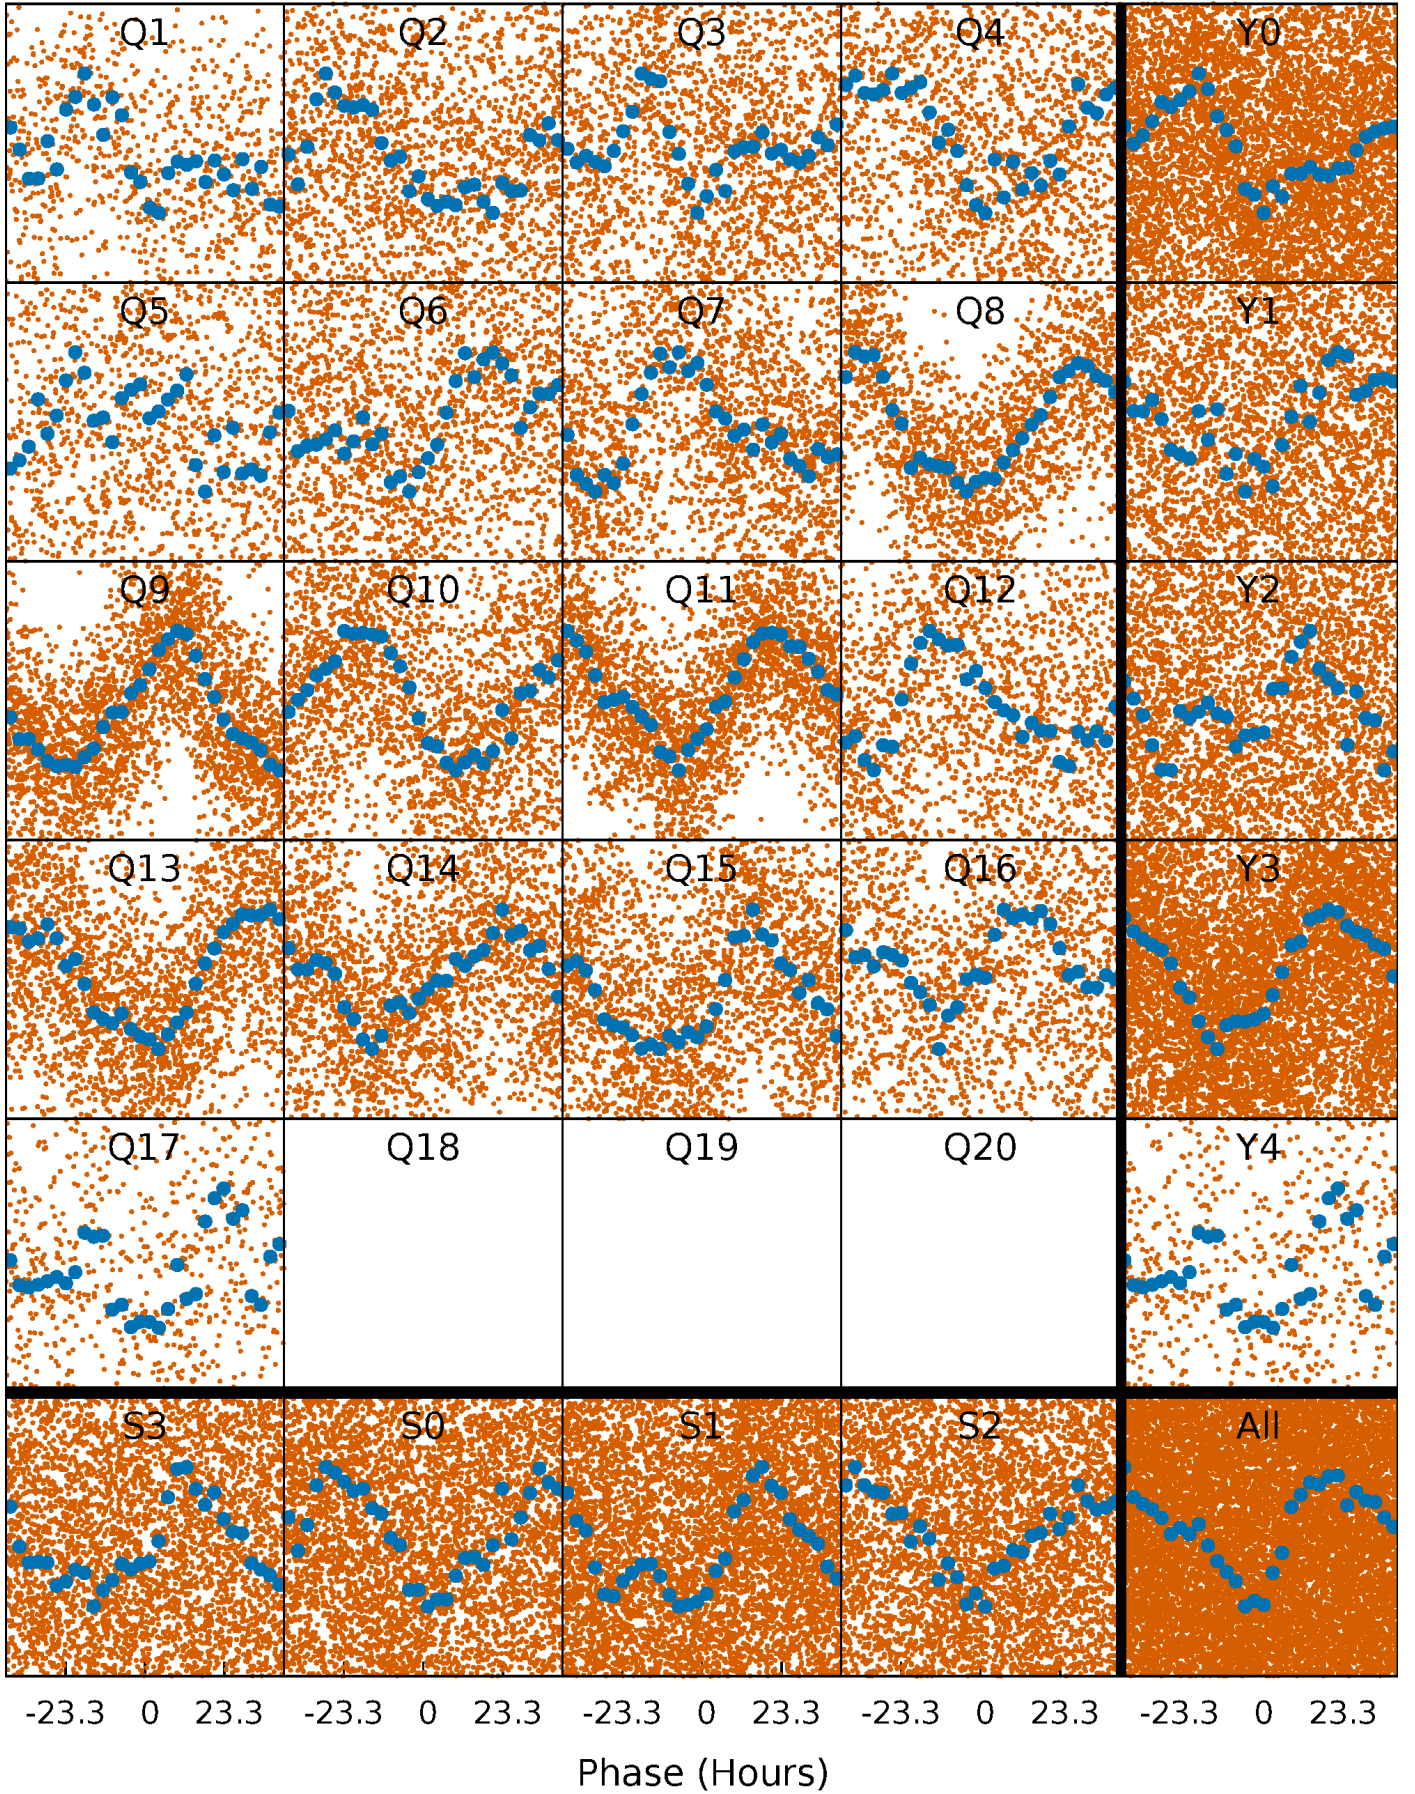 Q1 Q2 Q3 Q4 Y0
Q5 Q6 Q7 Q8 Y1
Q9 Q10 Q11 Q12 Y2
Q13 Q14 Q15 Q16 Y3
Q17 Q18 Q19 Q20 Y4
S3 S0 S1 S2 All
-23.3 0 23.3 -23.3 0 23.3 -23.3 0 23.3 -23.3 0 23.3 -23.3 0 23.3
Phase (Hours)